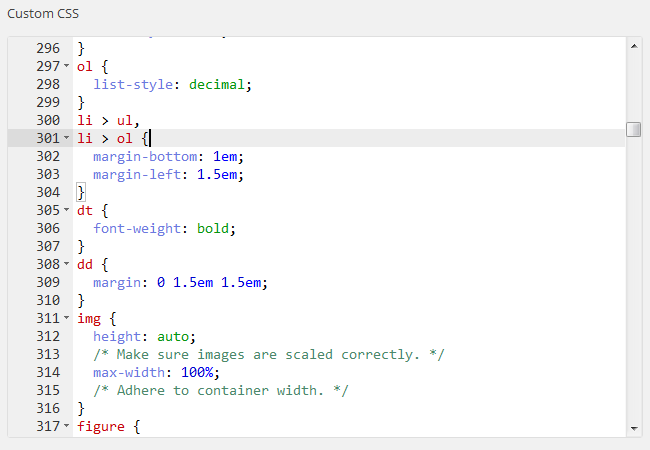 Custom CSS
296 }
297 ol {
298   list-style: decimal;
299 }
300 li > ul,
301 li > ol {
302   margin-bottom: 1em;
303   margin-left: 1.5em;
304 }
305 dt {
306   font-weight: bold;
307 }
308 dd {
309   margin: 0 1.5em 1.5em;
310 }
311 img {
312   height: auto;
313   /* Make sure images are scaled correctly. */
314   max-width: 100%;
315   /* Adhere to container width. */
316 }
317 figure {